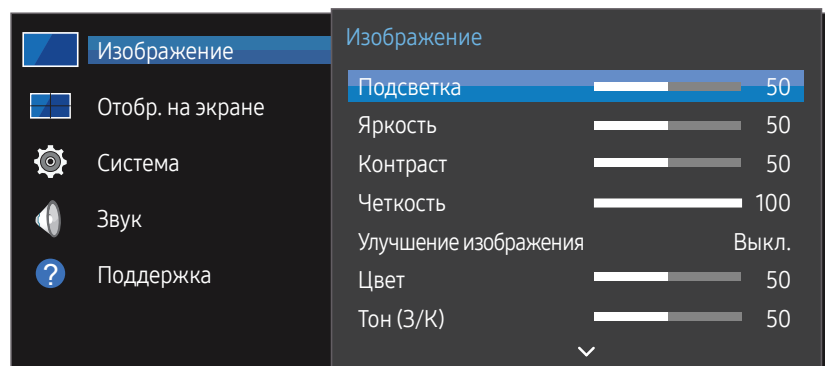 Изображение
Отобр. на экране
Система
Звук
? Поддержка
Изображение
Подсветка 50
Яркость 50
Контраст 50
Четкость 100
Улучшение изображения Выкл.
Цвет 50
Тон (З/К) 50